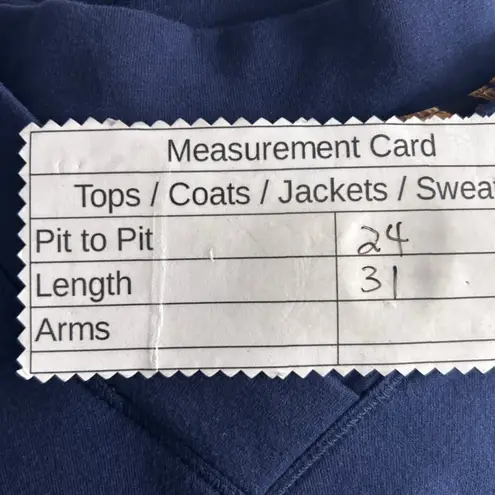 Measurement Card
Tops / Coats / Jackets / Swea
Pit to Pit 24
Length 31
Arms